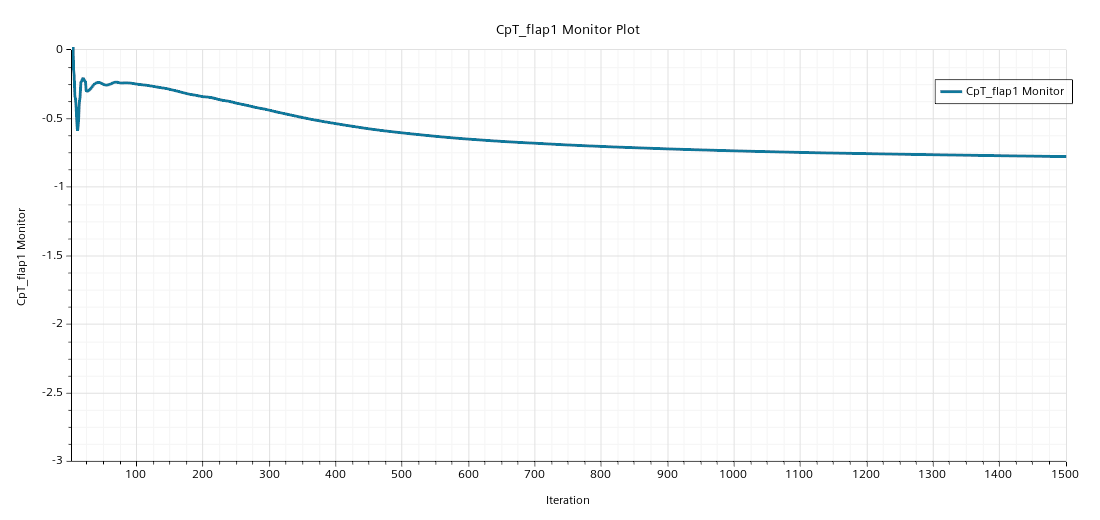 CpT_flap1 Monitor Plot
0
-0.5
-1
-1.5
-2
-2.5
-3
CpT_flap1 Monitor
CpT_flap1 Monitor
100 200 300 400 500 600 700 800 900 1000 1100 1200 1300 1400 1500
Iteration